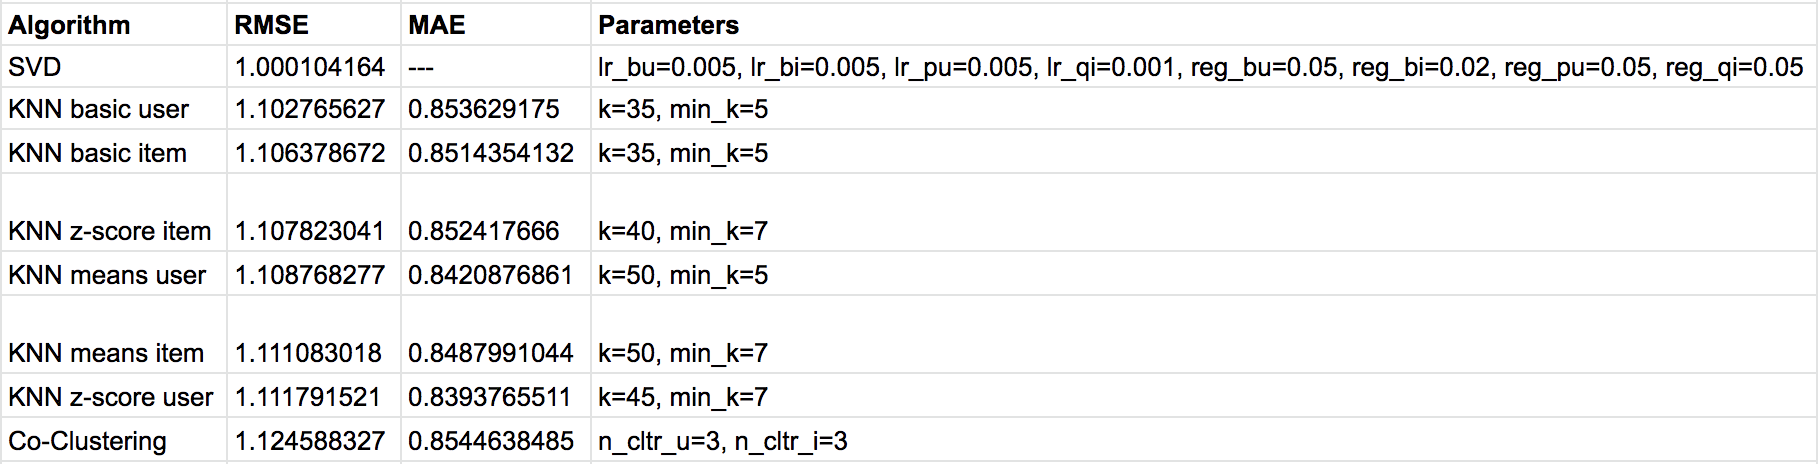 Algorithm RMSE MAE Parameters
SVD 1.000104164 --- lr_bu=0.005, lr_bi=0.005, lr_pu=0.005, lr_qi=0.001, reg_bu=0.05, reg_bi=0.02, reg_pu=0.05, reg_qi=0.05
KNN basic user 1.102765627 0.853629175 k=35, min_k=5
KNN basic item 1.106378672 0.8514354132 k=35, min_k=5
KNN z-score item 1.107823041 0.852417666 k=40, min_k=7
KNN means user 1.108768277 0.8420876861 k=50, min_k=5
KNN means item 1.111083018 0.8487991044 k=50, min_k=7
KNN z-score user 1.111791521 0.8393765511 k=45, min_k=7
Co-Clustering 1.124588327 0.8544638485 n_cltr_u=3, n_cltr_i=3